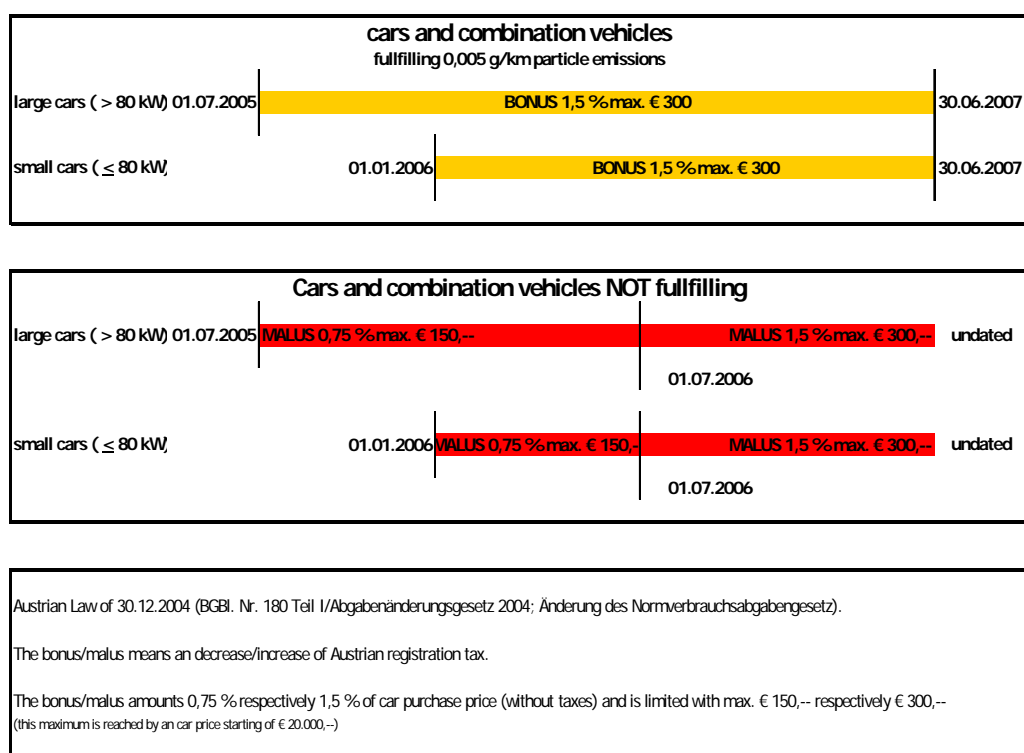 cars and combination vehicles
fullfilling 0,005 g/km particle emissions
large cars ( > 80 kW) 01.07.2005 BONUS 1,5 % max. € 300 30.06.2007
small cars ( ≤ 80 kW) 01.01.2006 BONUS 1,5 % max. € 300 30.06.2007
Cars and combination vehicles NOT fullfilling
large cars ( > 80 kW) 01.07.2005 MALUS 0,75 % max. € 150,-- MALUS 1,5 % max. € 300,-- undated
01.07.2006
small cars ( ≤ 80 kW) 01.01.2006 MALUS 0,75 % max. € 150,- MALUS 1,5 % max. € 300,-- undated
01.07.2006
Austrian Law of 30.12.2004 (BGBl. Nr. 180 Teil I/Abgabenänderungsgesetz 2004; Änderung des Normverbrauchsabgabengesetz).
The bonus/malus means an decrease/increase of Austrian registration tax.
The bonus/malus amounts 0,75 % respectively 1,5 % of car purchase price (without taxes) and is limited with max. € 150,-- respectively € 300,--
(this maximum is reached by an car price starting of € 20.000,--)